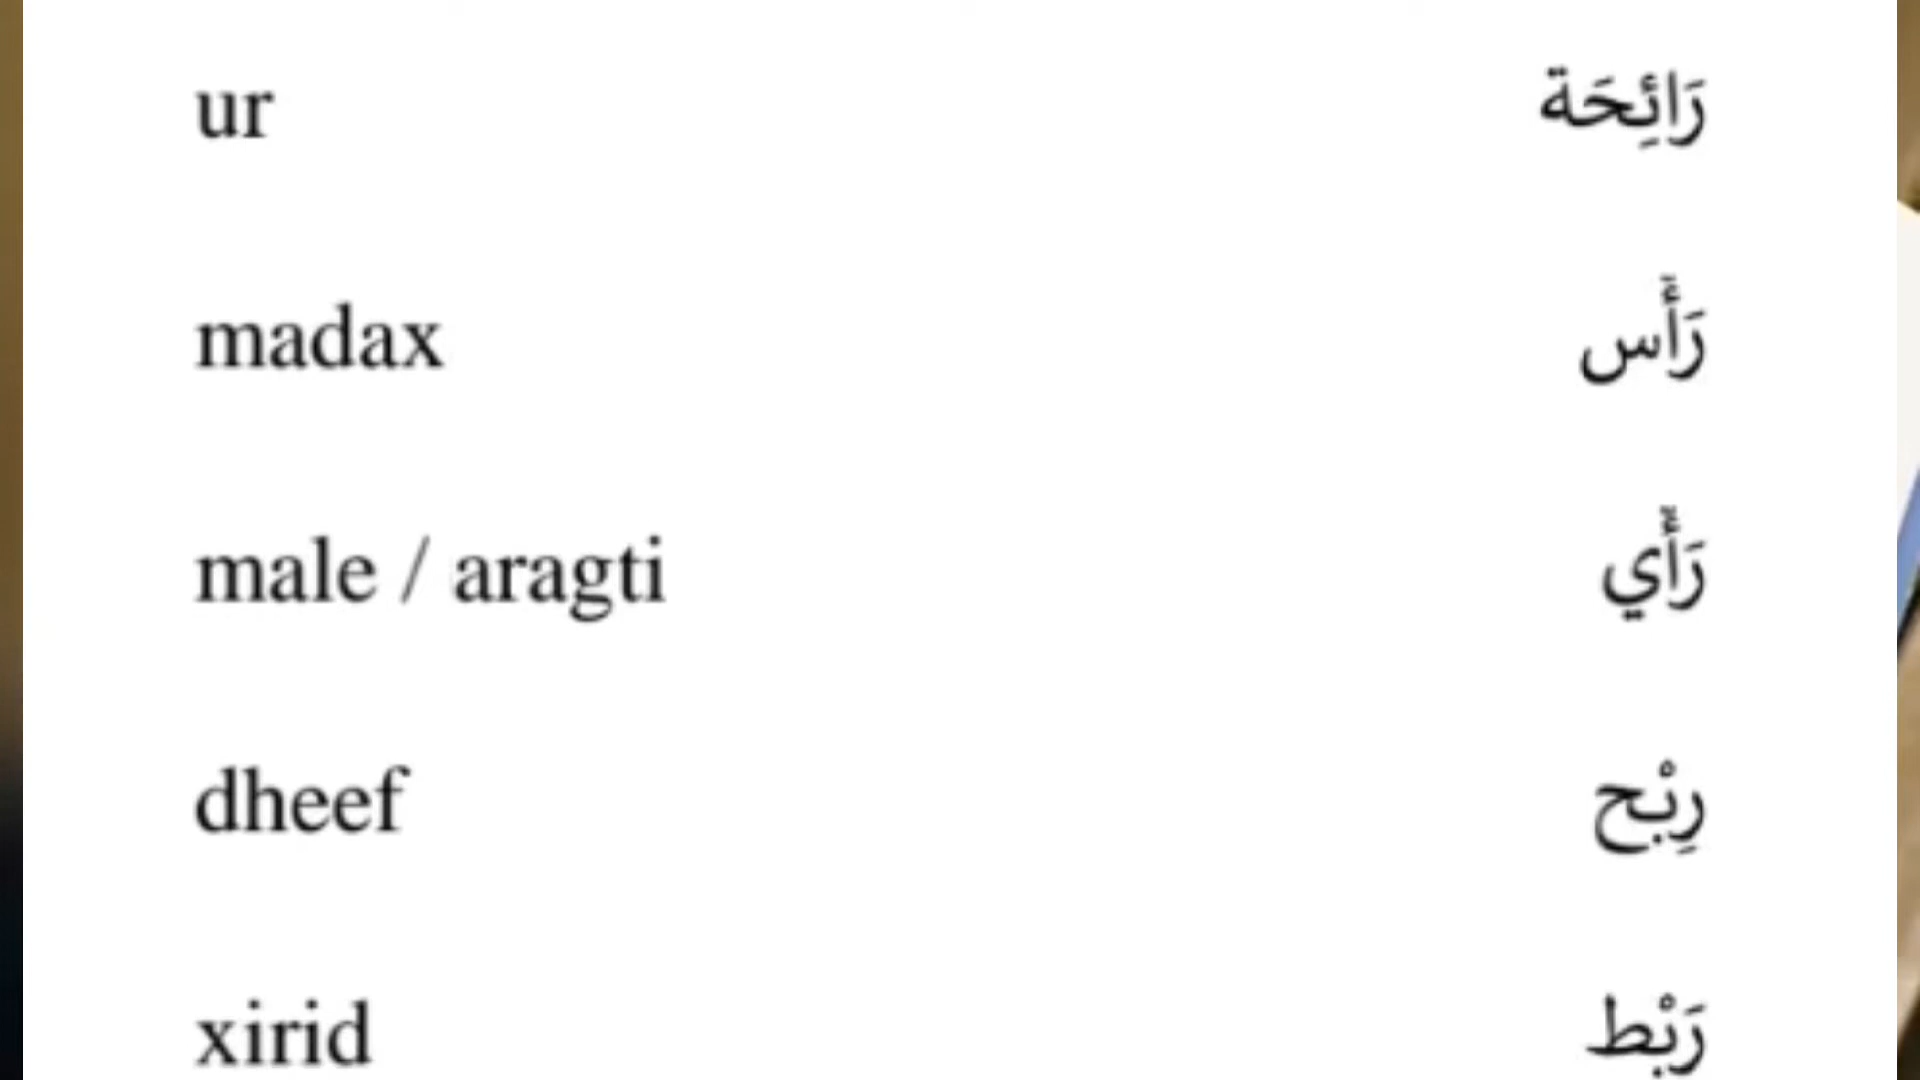 ur رَائِحَة
madax رَأَس
male / aragti رَأَي
dheef رِبْح
xirid رَبْط